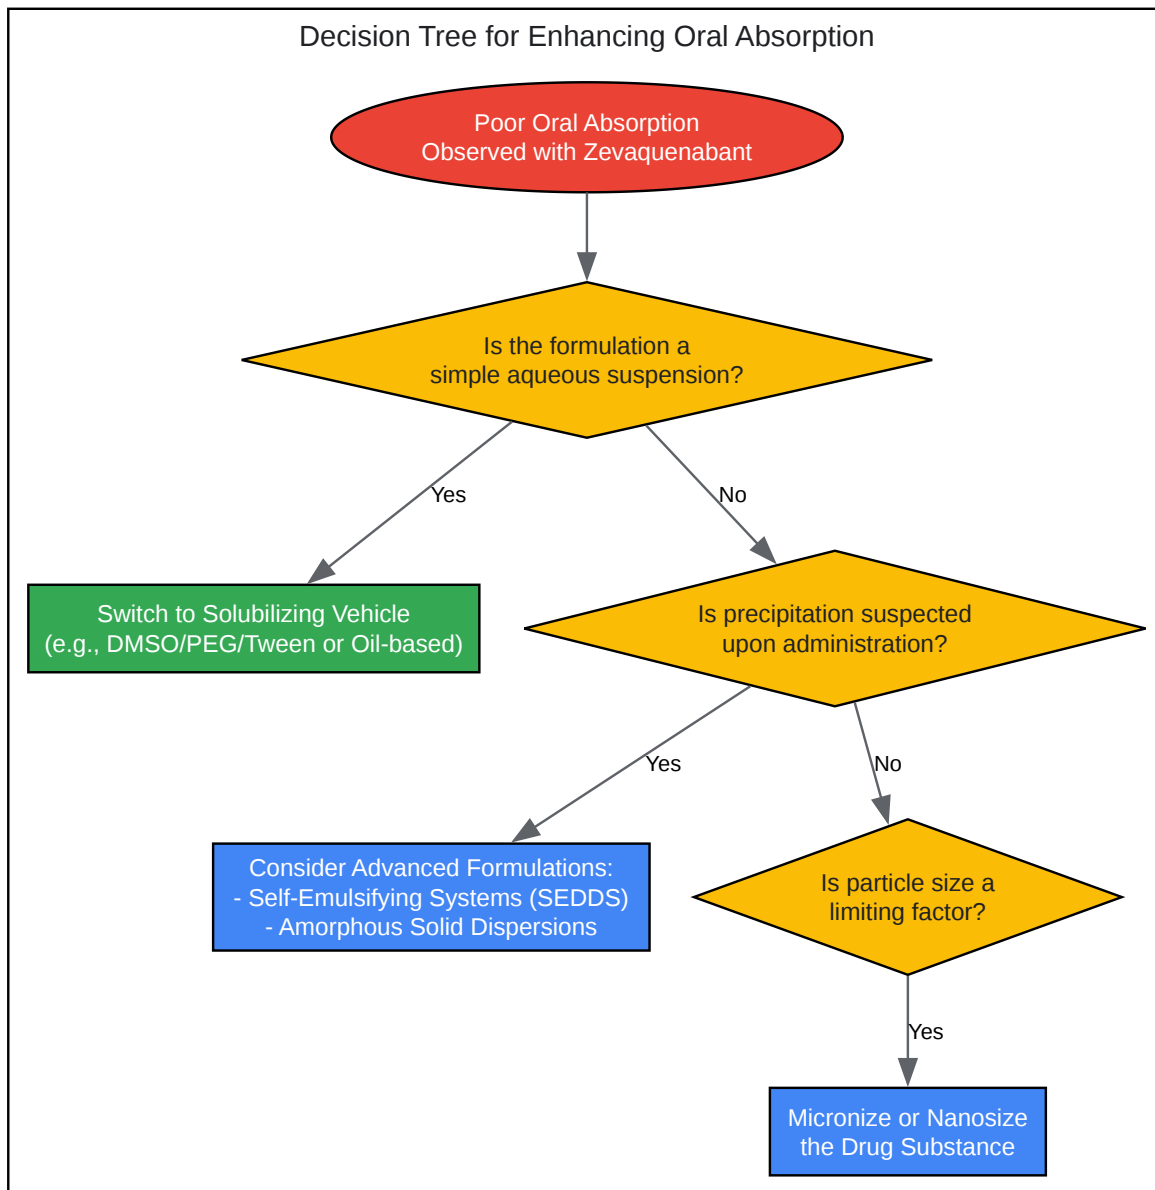 Decision Tree for Enhancing Oral Absorption
Poor Oral Absorption
Observed with Zevaquenabant
Is the formulation a
simple aqueous suspension?
Yes
No
Switch to Solubilizing Vehicle
(e.g., DMSO/PEG/Tween or Oil-based)
Is precipitation suspected
upon administration?
Yes
No
Consider Advanced Formulations:
- Self-Emulsifying Systems (SEDDS)
- Amorphous Solid Dispersions
Is particle size a
limiting factor?
Yes
Micronize or Nanosize
the Drug Substance